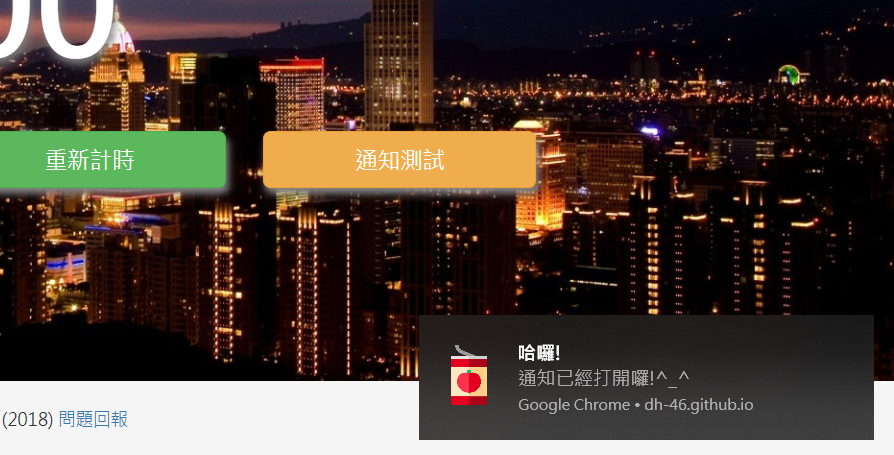 00
重新計時
通知測試
哈囉!
通知已經打開囉!^_^
Google Chrome • dh-46.github.io
(2018) 問題回報